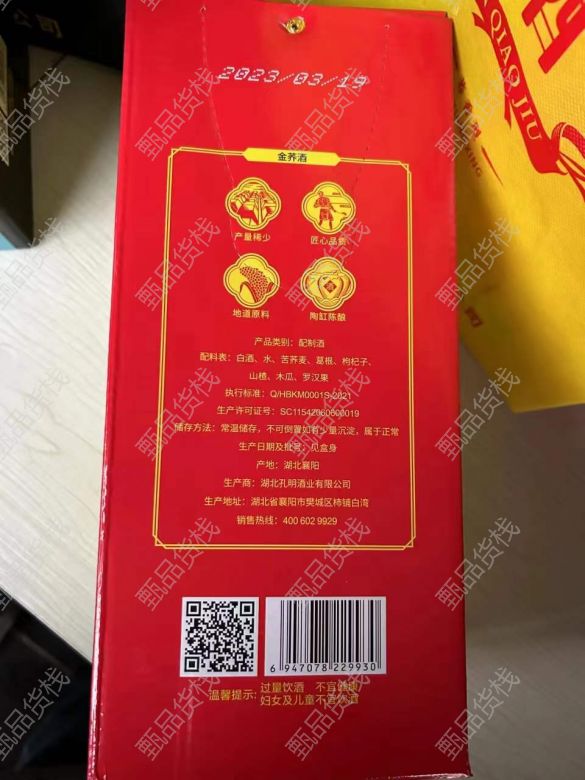 公司
QIAO JIU
2023/03/19
金荞酒
产量稀少
匠心品质
地道原料
陶缸陈酿
产品类别：配制酒
配料表：白酒、水、苦荞麦、葛根、枸杞子、
山楂、木瓜、罗汉果
执行标准：Q/HBKM0001S-2021
生产许可证号：SC11542060600019
储存方法：常温储存，不可倒置如有少量沉淀，属于正常
生产日期及批号：见盒身
产地：湖北襄阳
生产商：湖北孔明酒业有限公司
生产地址：湖北省襄阳市樊城区柿铺白湾
销售热线：400 602 9929
6 947078 229930
温馨提示：过量饮酒 不宜健康
妇女及儿童不宜饮酒
甄品货栈